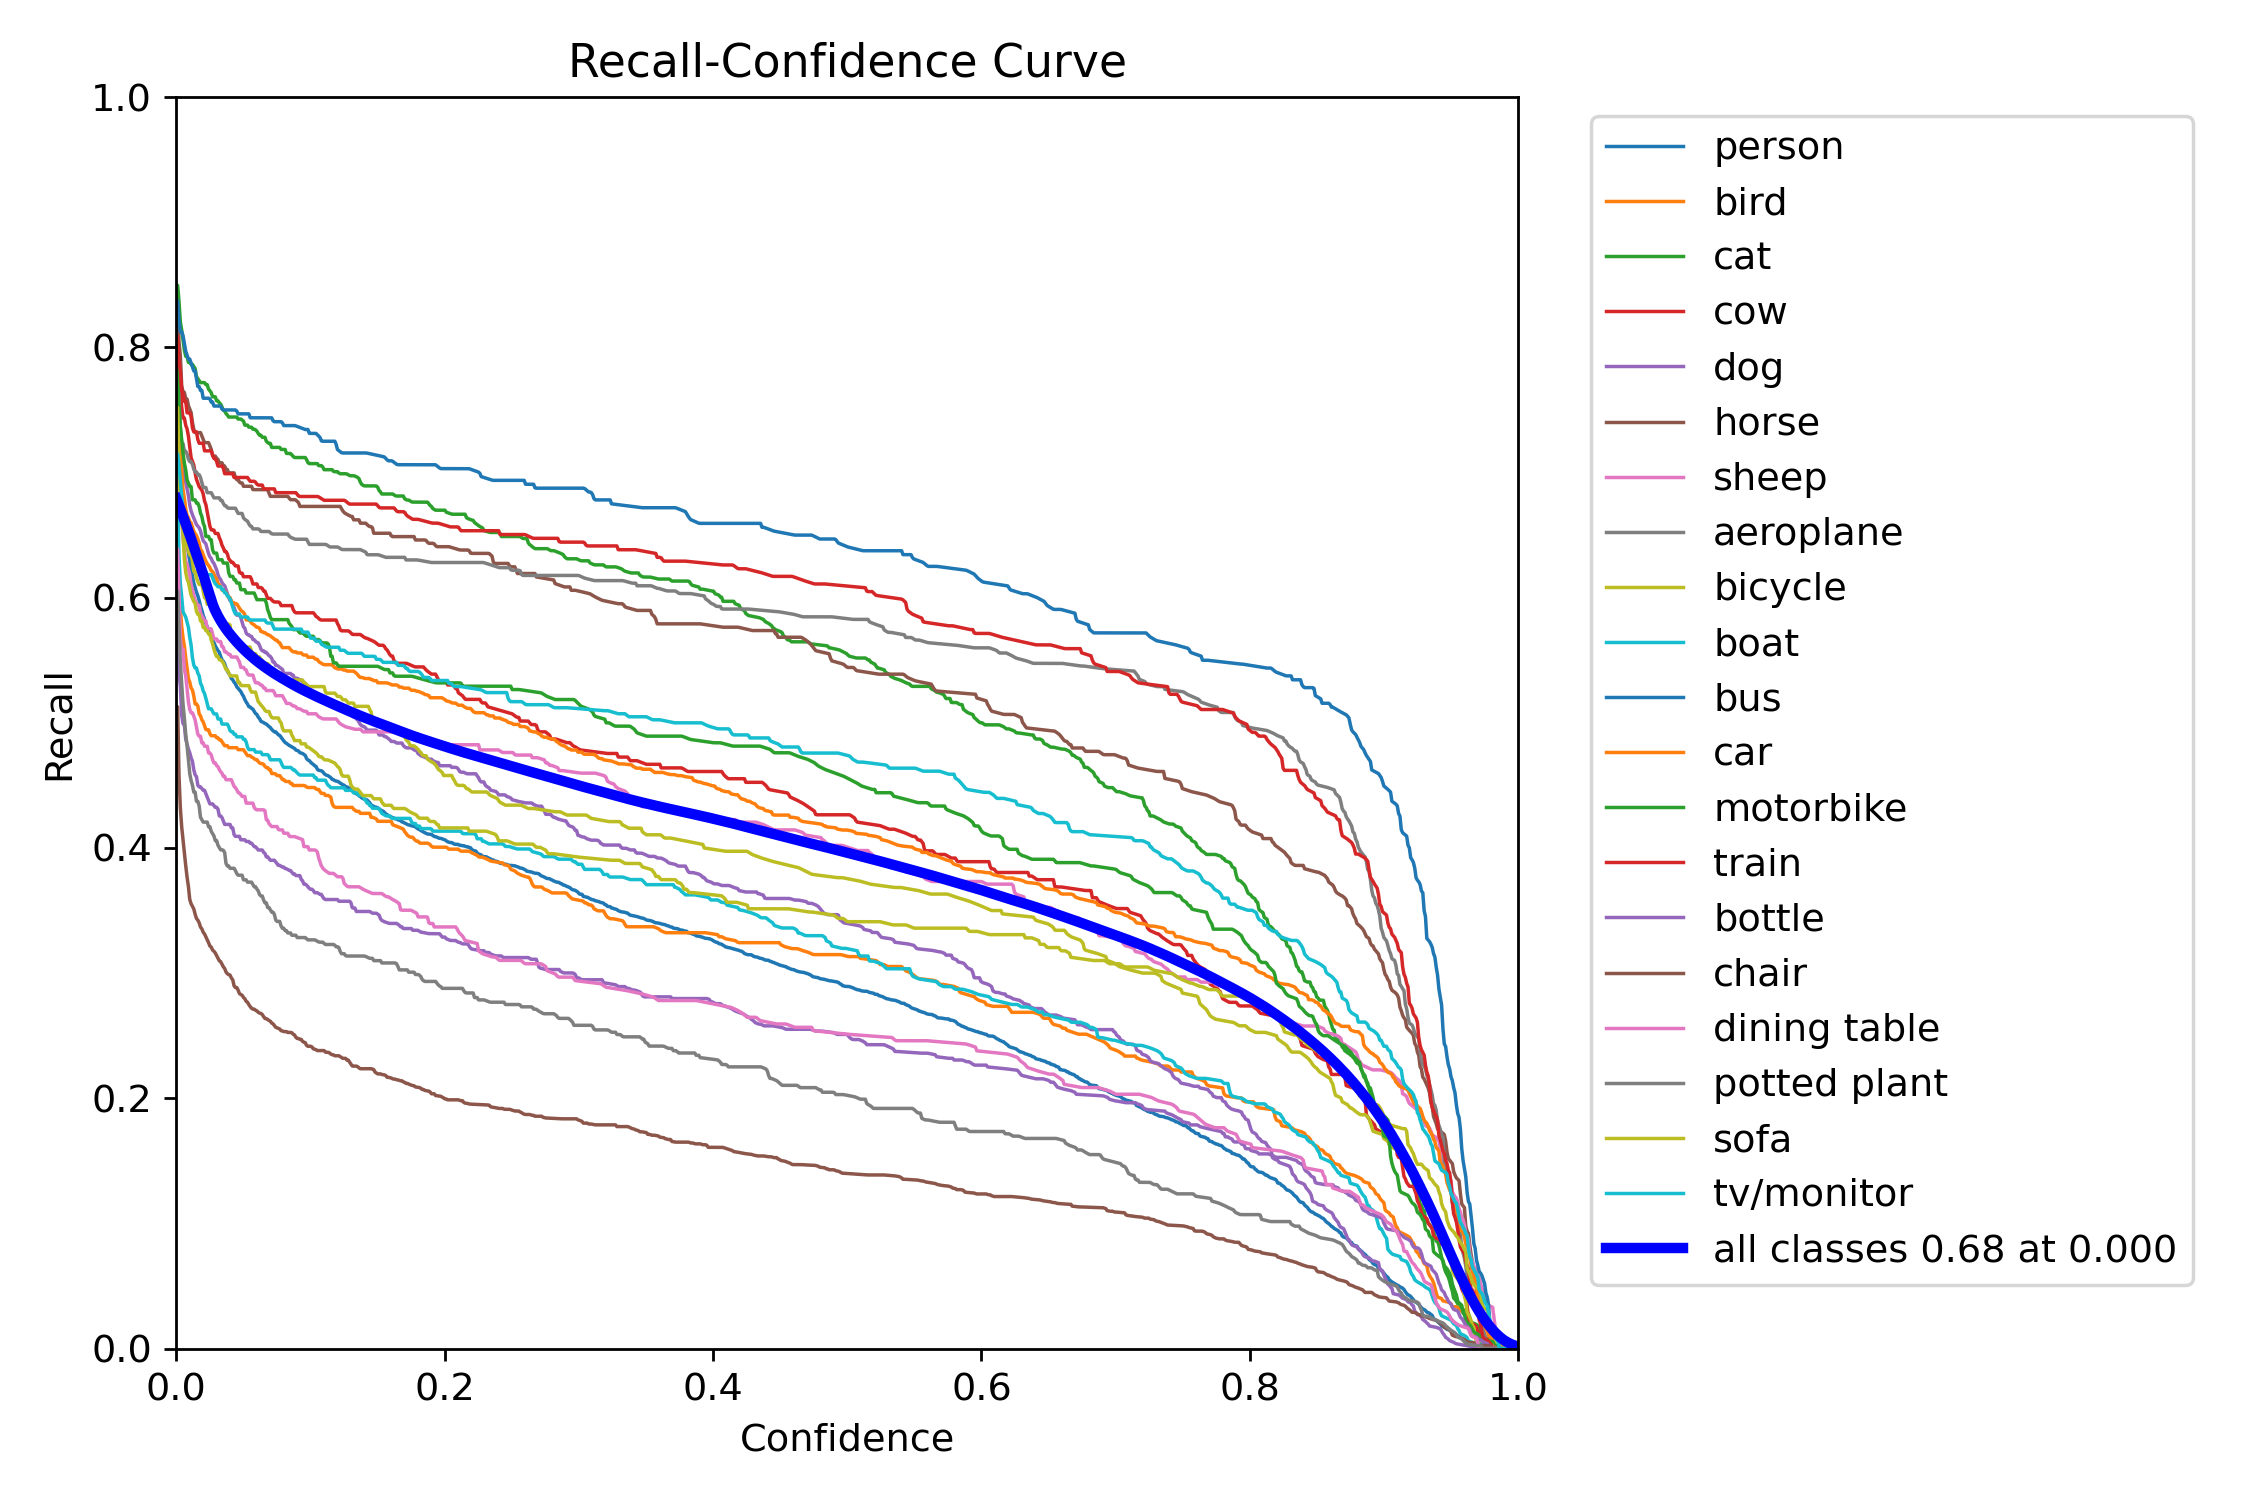 Recall-Confidence Curve
1.0
0.8
0.6
0.4
0.2
0.0
Recall
0.0 0.2 0.4 0.6 0.8 1.0
Confidence
person
bird
cat
cow
dog
horse
sheep
aeroplane
bicycle
boat
bus
car
motorbike
train
bottle
chair
dining table
potted plant
sofa
tv/monitor
all classes 0.68 at 0.000